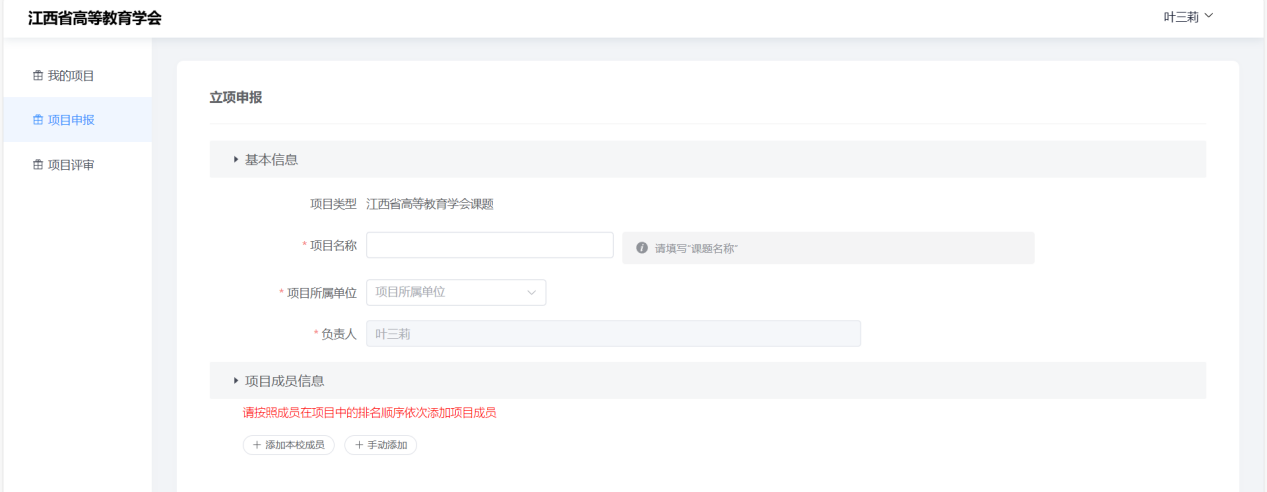 江西省高等教育学会
叶三莉
我的项目
项目申报
项目评审
立项申报
基本信息
项目类型 江西省高等教育学会课题
* 项目名称 请填写"课题名称"
* 项目所属单位 项目所属单位
* 负责人 叶三莉
项目成员信息
请按照成员在项目中的排名顺序依次添加项目成员
+ 添加本校成员 + 手动添加